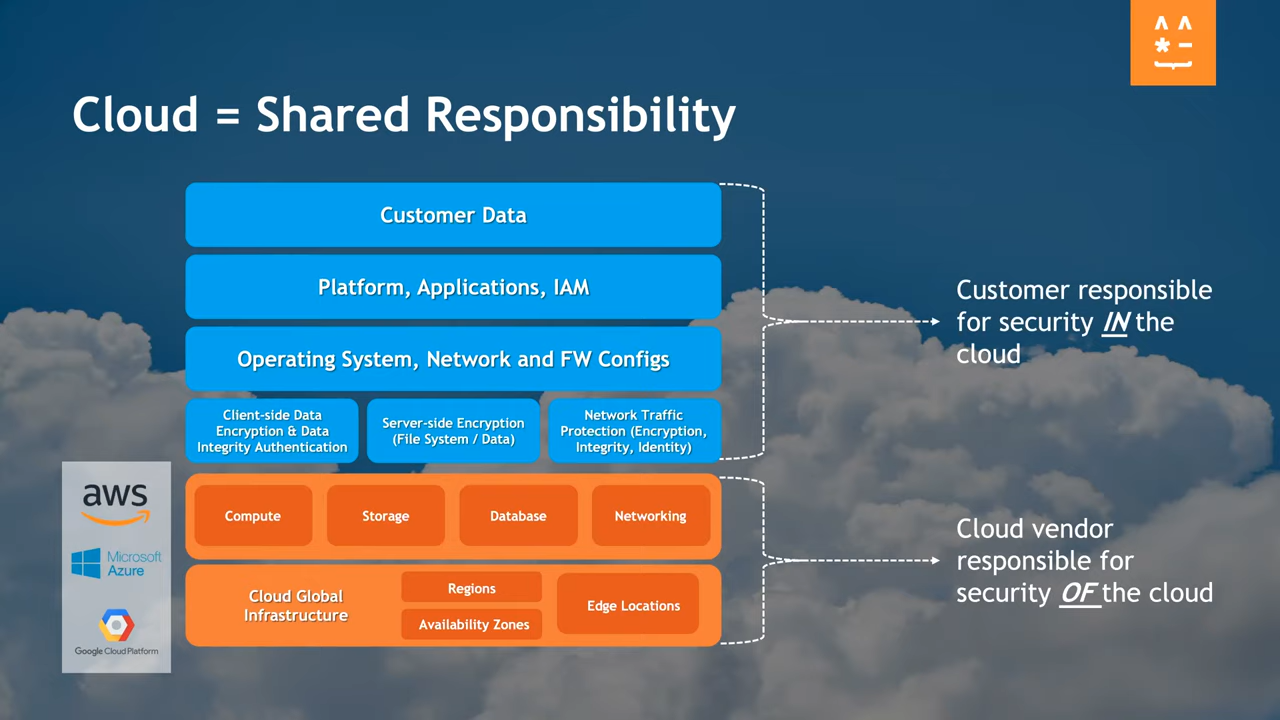 Cloud = Shared Responsibility
Customer Data
Platform, Applications, IAM
Operating System, Network and FW Configs
Client-side Data
Encryption & Data
Integrity Authentication
Server-side Encryption
(File System / Data)
Network Traffic
Protection (Encryption,
Integrity, Identity)
Customer responsible
for security IN the
cloud
aws
Microsoft
Azure
Google Cloud Platform
Compute
Storage
Database
Networking
Cloud Global
Infrastructure
Regions
Availability Zones
Edge Locations
Cloud vendor
responsible for
security OF the cloud